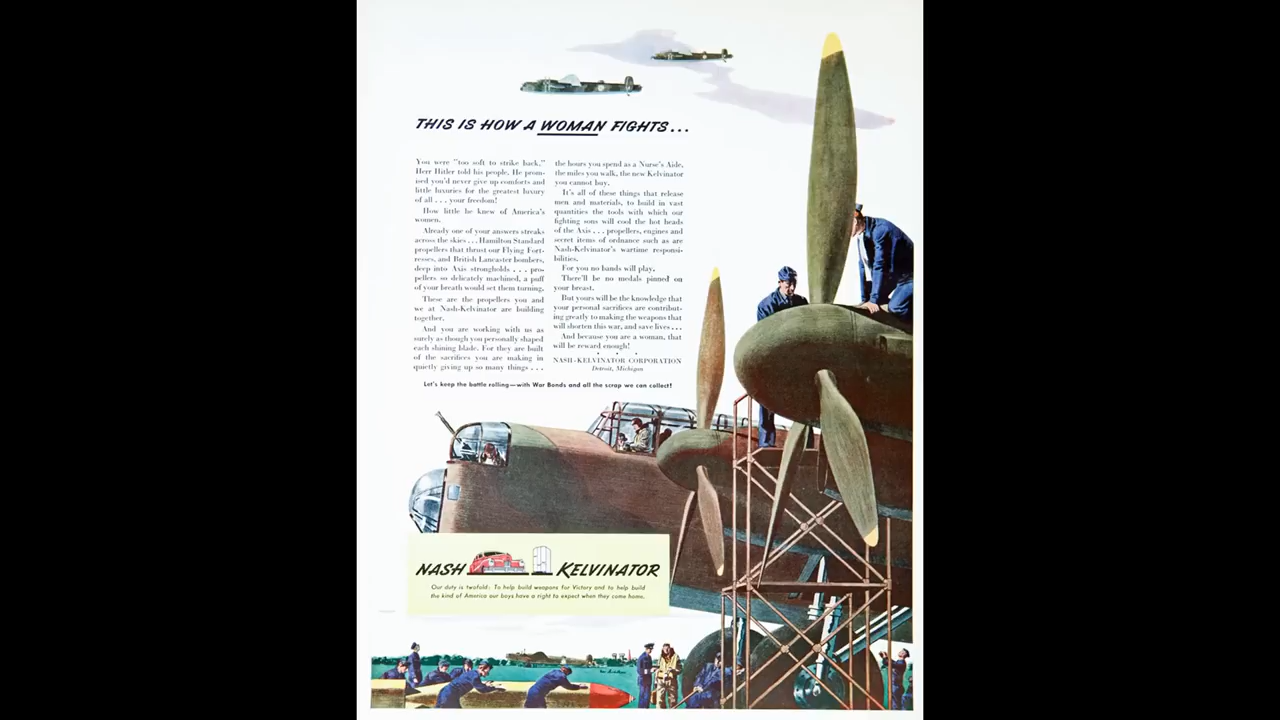 THIS IS HOW A WOMAN FIGHTS...
You were "too soft to strike back,"
Herr Hitler told his people. He prom-
ised you'd never give up comforts and
little luxuries for the greatest luxury
of all . . . your freedom!
How little he knew of America's
women.
Already one of your answers streaks
across the skies . . . Hamilton Standard
propellers that thrust our Flying Fort-
resses, and British Lancaster bombers,
deep into Axis strongholds . . . pro-
pellers so delicately machined, a puff
of your breath would set them turning.
These are the propellers you and
we at Nash-Kelvinator are building
together.
And you are working with us as
surely as though you personally shaped
each shining blade. For they are built
of the sacrifices you are making in
quietly giving up so many things . . .
the hours you spend as a Nurse's Aide,
the miles you walk, the new Kelvinator
you cannot buy.
It's all of these things that release
men and materials, to build in vast
quantities the tools with which our
fighting sons will cool the hot heads
of the Axis . . . propellers, engines and
secret items of ordnance such as are
Nash-Kelvinator's wartime responsi-
bilities.
For you no bands will play.
There'll be no medals pinned on
your breast.
But yours will be the knowledge that
your personal sacrifices are contribut-
ing greatly to making the weapons that
will shorten this war, and save lives . . .
And because you are a woman, that
will be reward enough!
NASH-KELVINATOR CORPORATION
Detroit, Michigan
Let's keep the battle rolling—with War Bonds and all the scrap we can collect!
NASH KELVINATOR
Our duty is twofold: To help build weapons for Victory and to help build
the kind of America our boys have a right to expect when they come home.